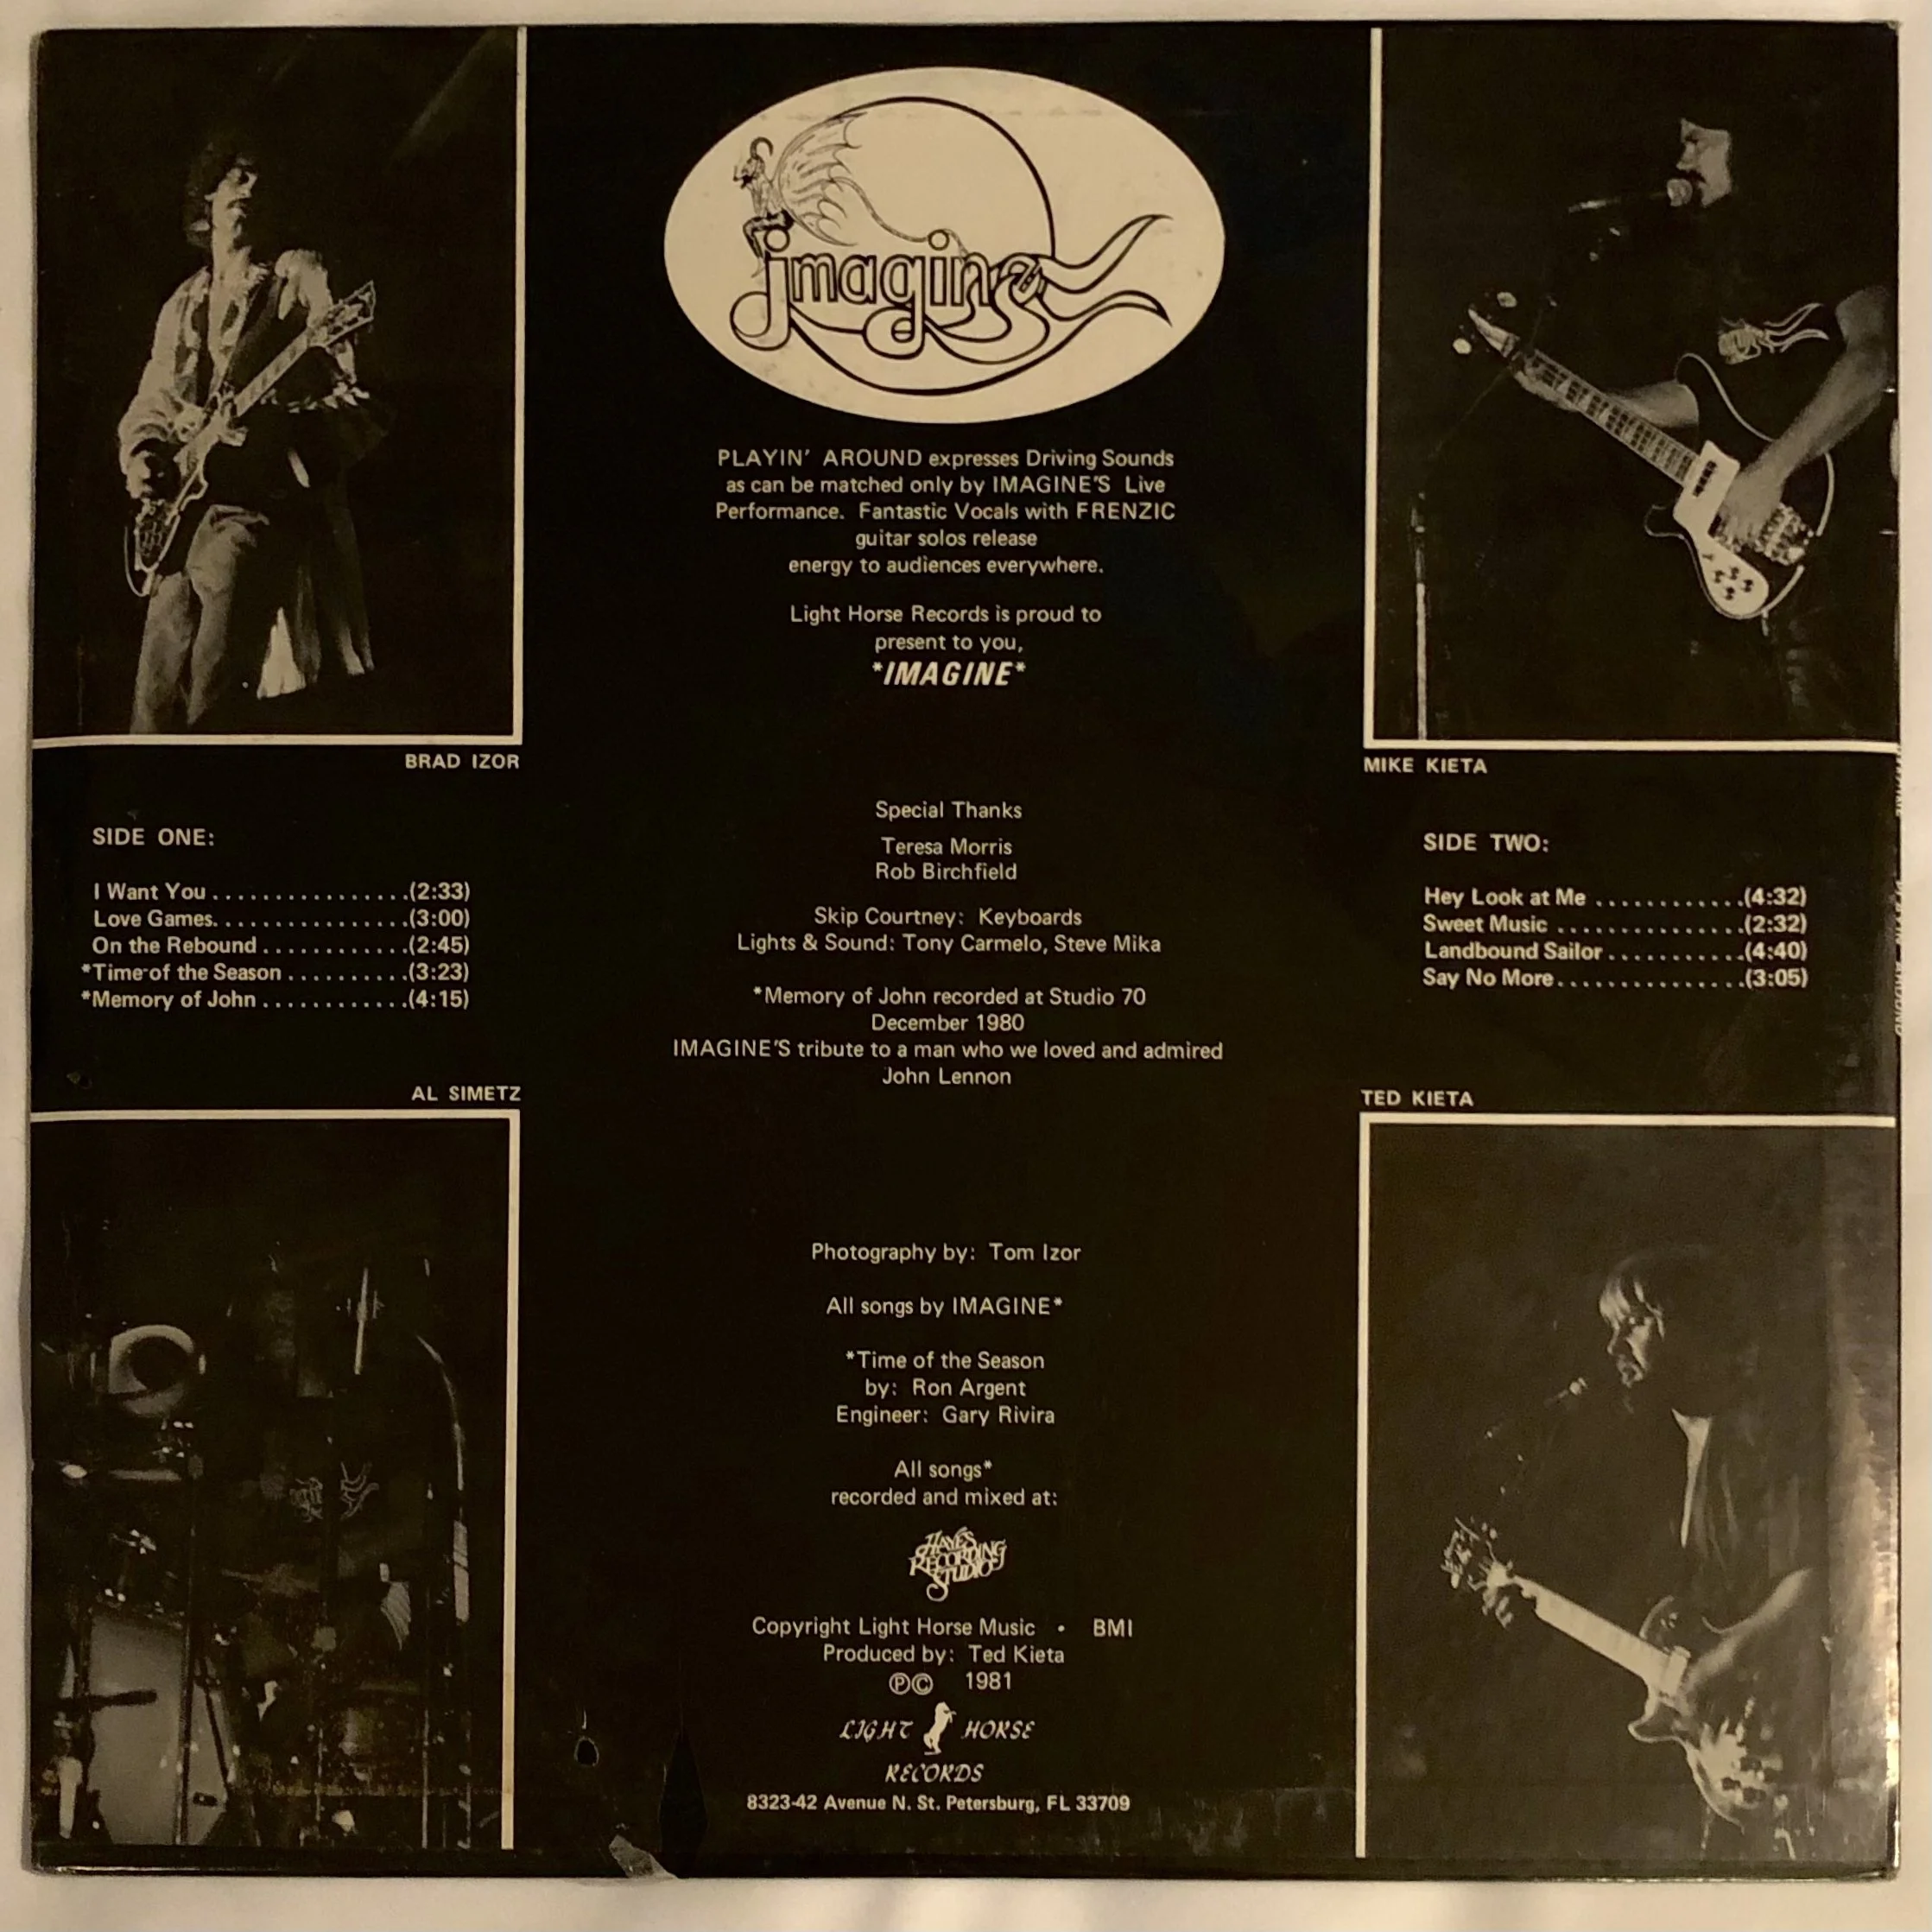 imagine
PLAYIN' AROUND expresses Driving Sounds
as can be matched only by IMAGINE'S Live
Performance. Fantastic Vocals with FRENZIC
guitar solos release
energy to audiences everywhere.
Light Horse Records is proud to
present to you,
*IMAGINE*
BRAD IZOR
MIKE KIETA
SIDE ONE:
I Want You ................(2:33)
Love Games................(3:00)
On the Rebound ............(2:45)
*Time of the Season ..........(3:23)
*Memory of John ............(4:15)
Special Thanks
Teresa Morris
Rob Birchfield
Skip Courtney: Keyboards
Lights & Sound: Tony Carmelo, Steve Mika
*Memory of John recorded at Studio 70
December 1980
IMAGINE'S tribute to a man who we loved and admired
John Lennon
SIDE TWO:
Hey Look at Me ............(4:32)
Sweet Music ...............(2:32)
Landbound Sailor ...........(4:40)
Say No More...............(3:05)
AL SIMETZ
TED KIETA
Photography by: Tom Izor
All songs by IMAGINE*
*Time of the Season
by: Ron Argent
Engineer: Gary Rivira
All songs*
recorded and mixed at:
HAYES
RECORDING
STUDIO
Copyright Light Horse Music • BMI
Produced by: Ted Kieta
℗© 1981
LIGHT HORSE
RECORDS
8323-42 Avenue N. St. Petersburg, FL 33709